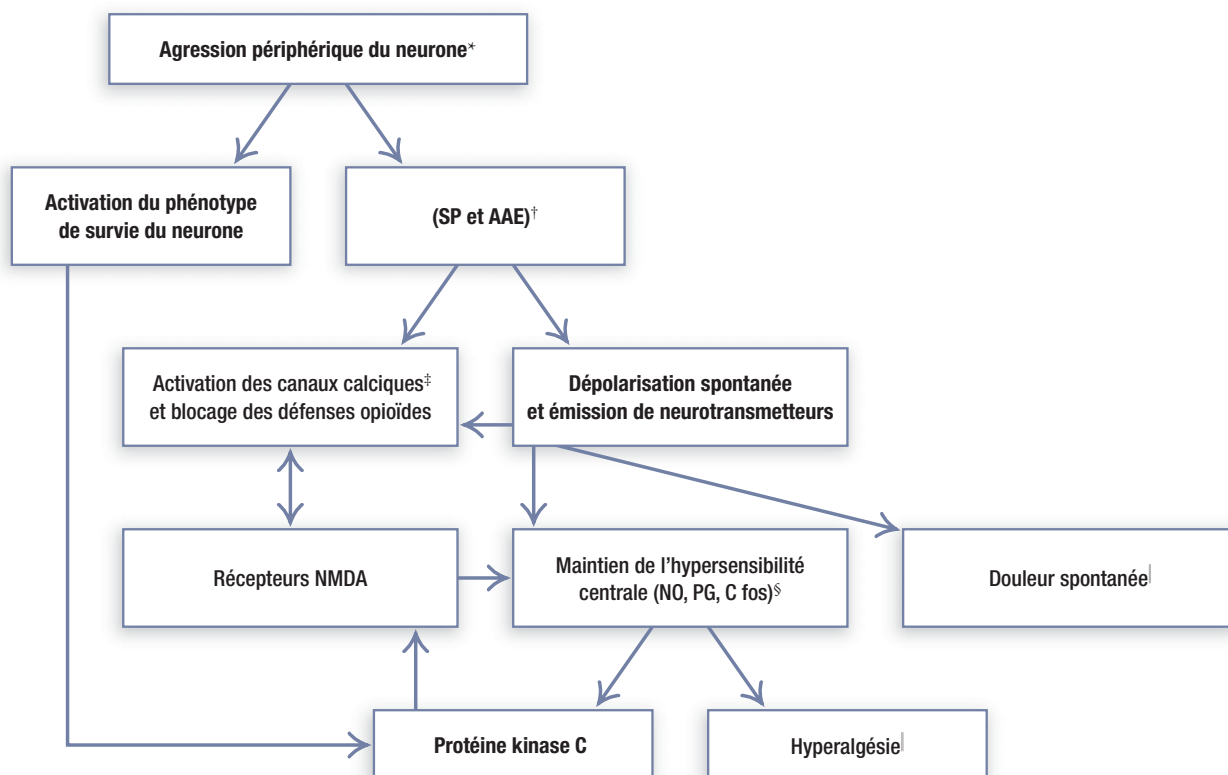 Agression périphérique du neurone*
Activation du phénotype
de survie du neurone
(SP et AAE)†
Activation des canaux calciques‡
et blocage des défenses opioïdes
Dépolarisation spontanée
et émission de neurotransmetteurs
Récepteurs NMDA
Maintien de l’hypersensibilité
centrale (NO, PG, C fos)§
Douleur spontanée|
Protéine kinase C
Hyperalgésie‖